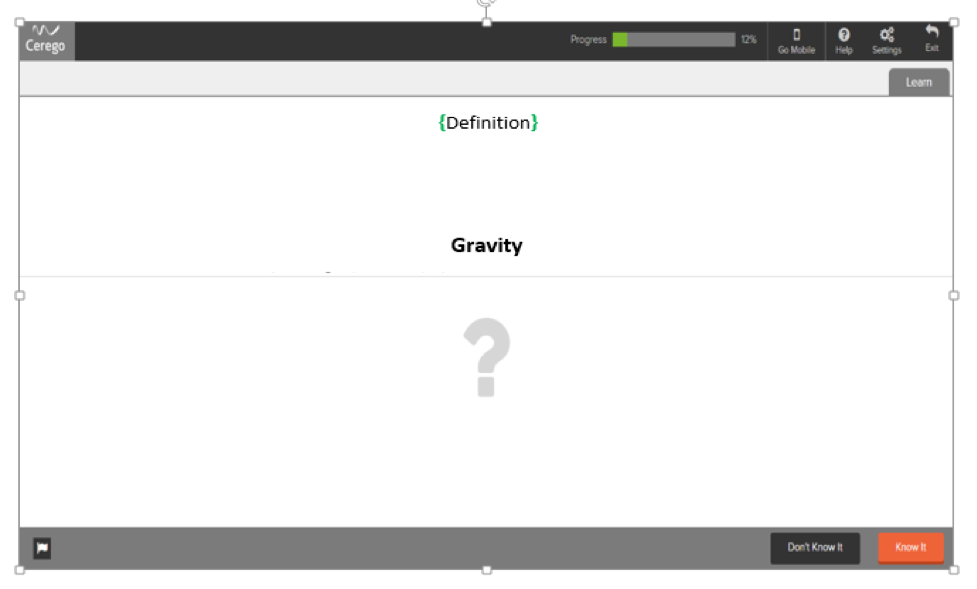 Cerego
Progress 12%
Go Mobile
Help
Settings
Exit
Learn
{Definition}
Gravity
?
Don't Know It
Know It